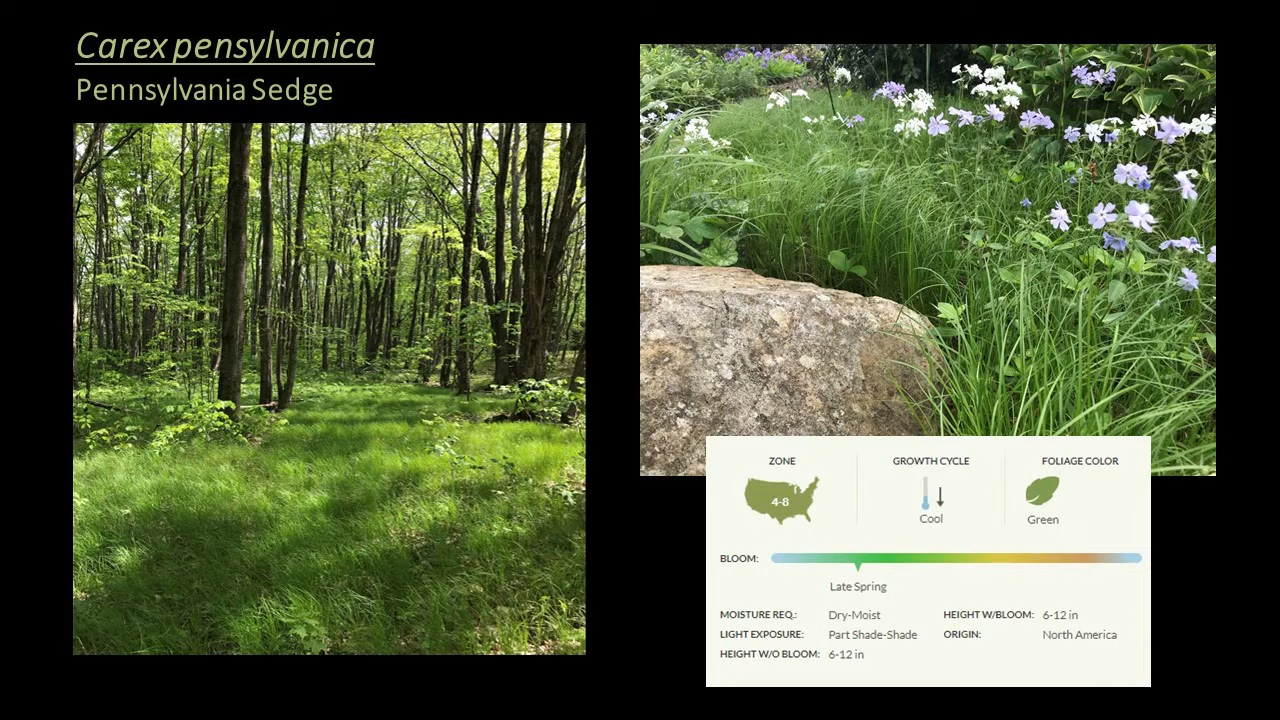 Carex pensylvanica
Pennsylvania Sedge
ZONE
4-8
GROWTH CYCLE
Cool
FOLIAGE COLOR
Green
BLOOM:
Late Spring
MOISTURE REQ.: Dry-Moist
HEIGHT W/BLOOM: 6-12 in
LIGHT EXPOSURE: Part Shade-Shade
ORIGIN: North America
HEIGHT W/O BLOOM: 6-12 in